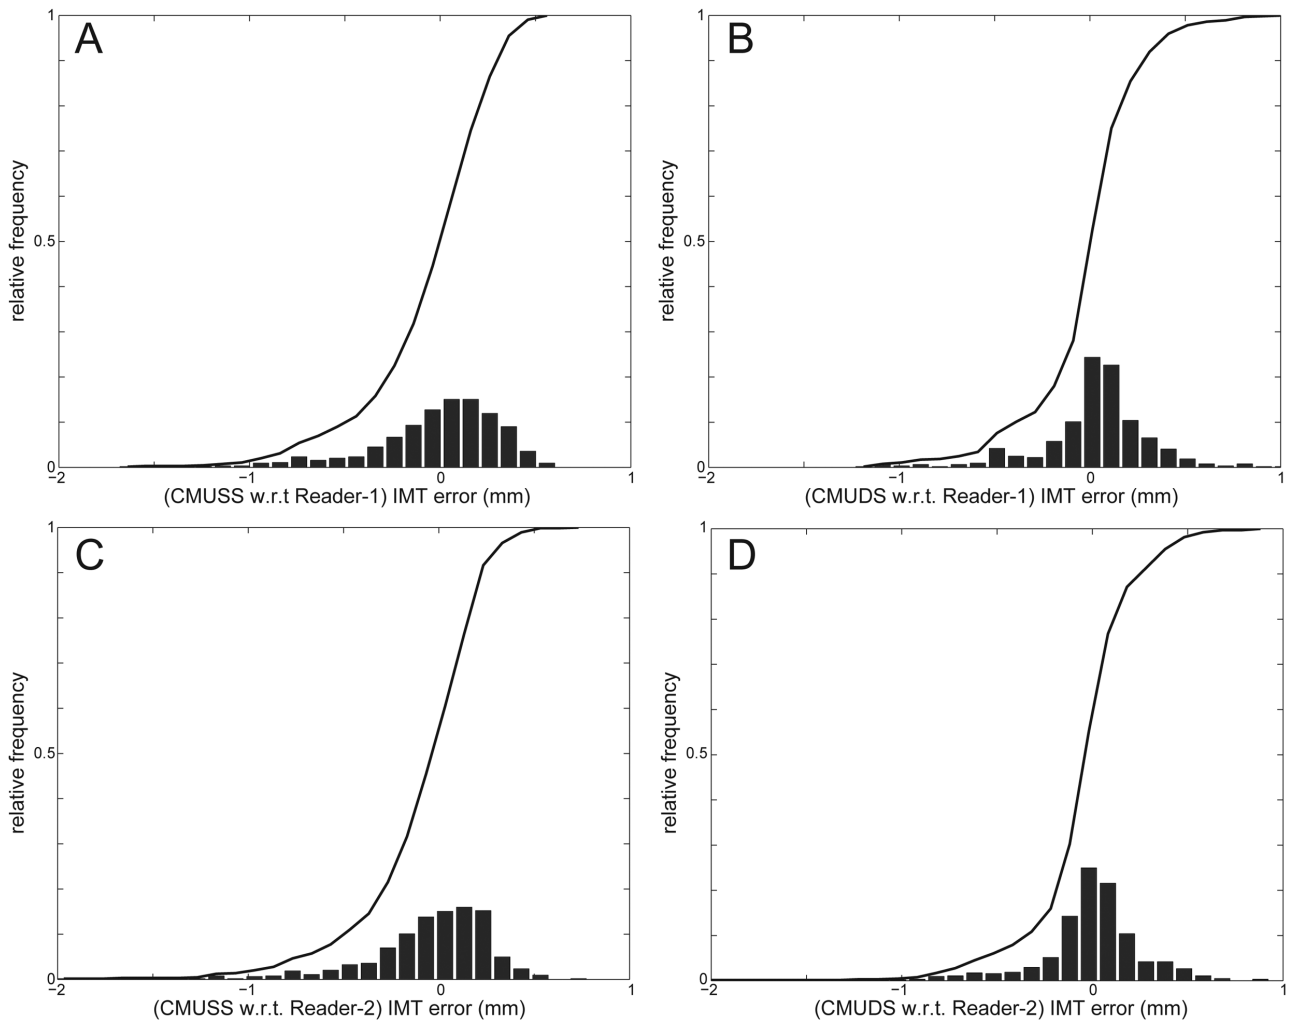 A
1
0.5
0
relative frequency
−2
−1
0
1
(CMUSS w.r.t Reader-1) IMT error (mm)
B
1
0.5
0
relative frequency
−2
−1
0
1
(CMUDS w.r.t. Reader-1) IMT error (mm)
C
1
0.5
0
relative frequency
−2
−1
0
1
(CMUSS w.r.t. Reader-2) IMT error (mm)
D
1
0.5
0
relative frequency
−2
−1
0
1
(CMUDS w.r.t. Reader-2) IMT error (mm)